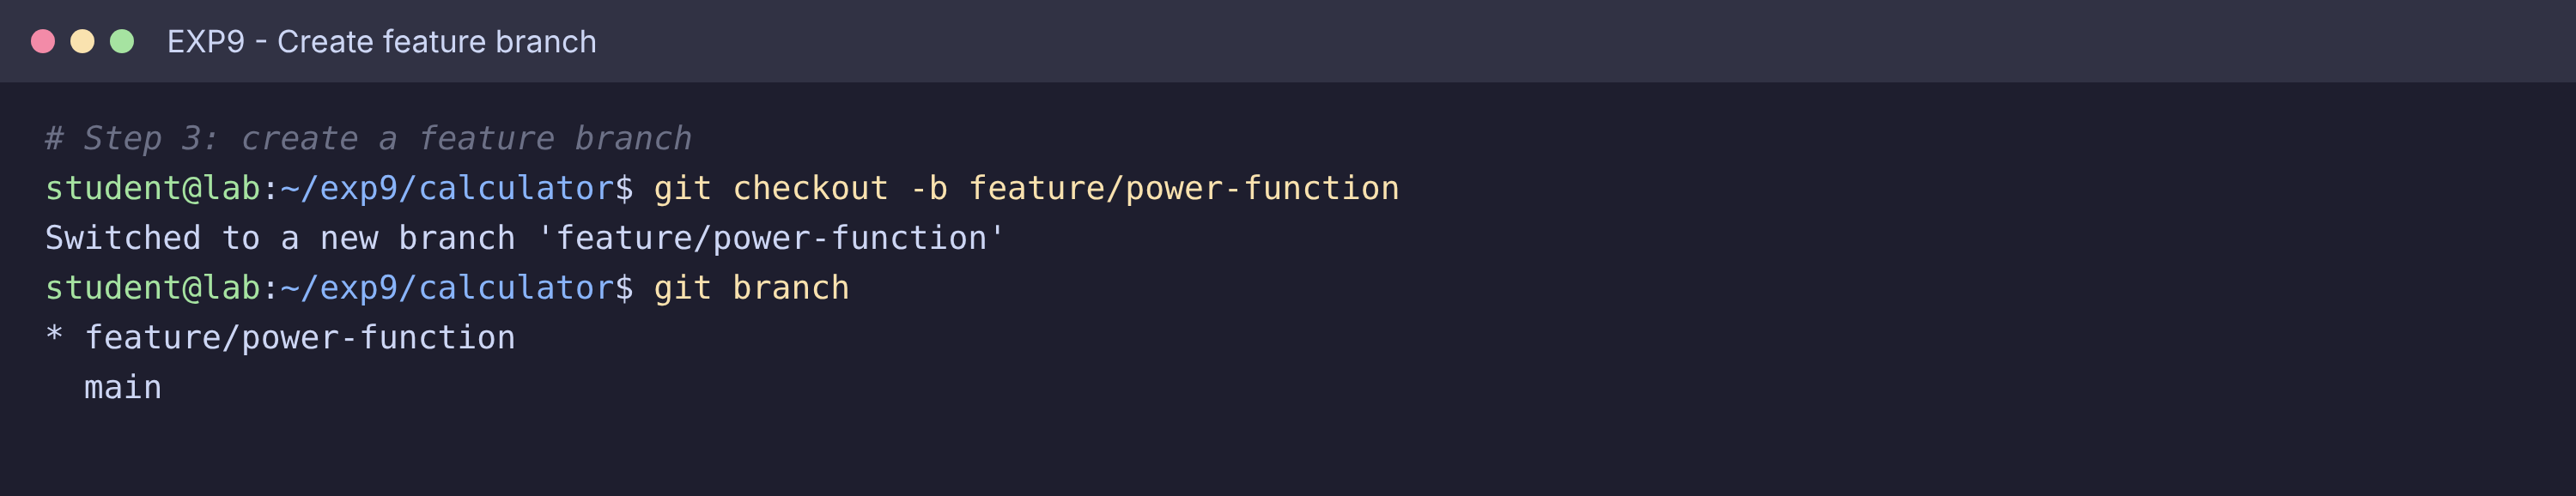 EXP9 - Create feature branch
# Step 3: create a feature branch
student@lab:~/exp9/calculator$ git checkout -b feature/power-function
Switched to a new branch 'feature/power-function'
student@lab:~/exp9/calculator$ git branch
* feature/power-function
  main